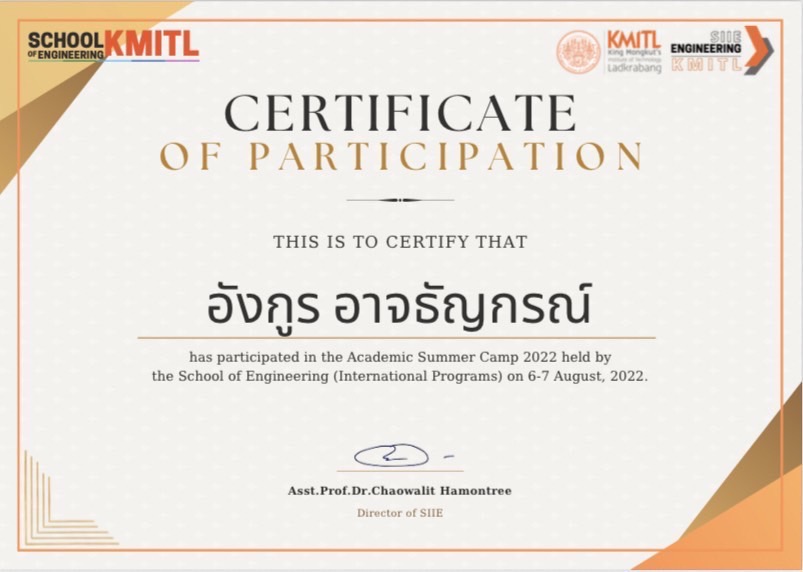 SCHOOL KMITL
OF ENGINEERING
KMITL
King Mongkut's
Institute of Technology
Ladkrabang
SIIE
ENGINEERING
KMITL
CERTIFICATE
OF PARTICIPATION
THIS IS TO CERTIFY THAT
อังกูร อาจธัญกรณ์
has participated in the Academic Summer Camp 2022 held by
the School of Engineering (International Programs) on 6-7 August, 2022.
Asst.Prof.Dr.Chaowalit Hamontree
Director of SIIE